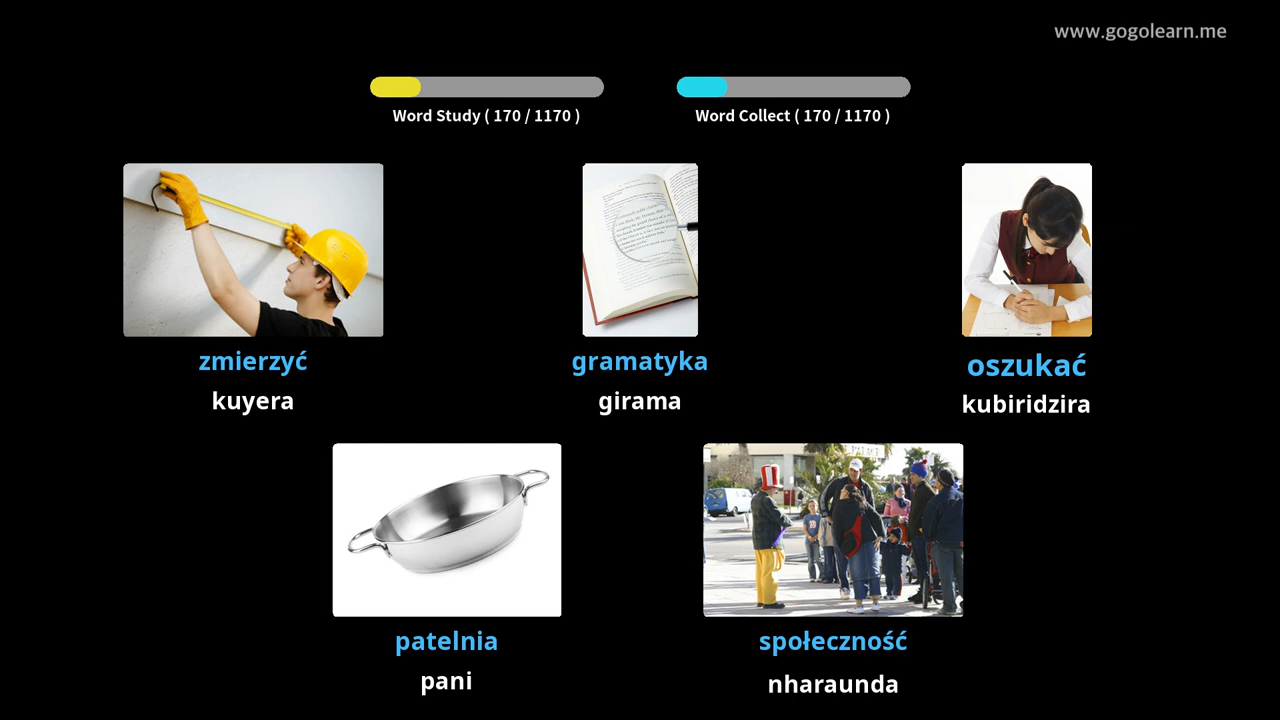 www.gogolearn.me
Word Study ( 170 / 1170 )
Word Collect ( 170 / 1170 )
zmierzyć
kuyera
gramatyka
girama
oszukać
kubiridzira
patelnia
pani
społeczność
nharaunda